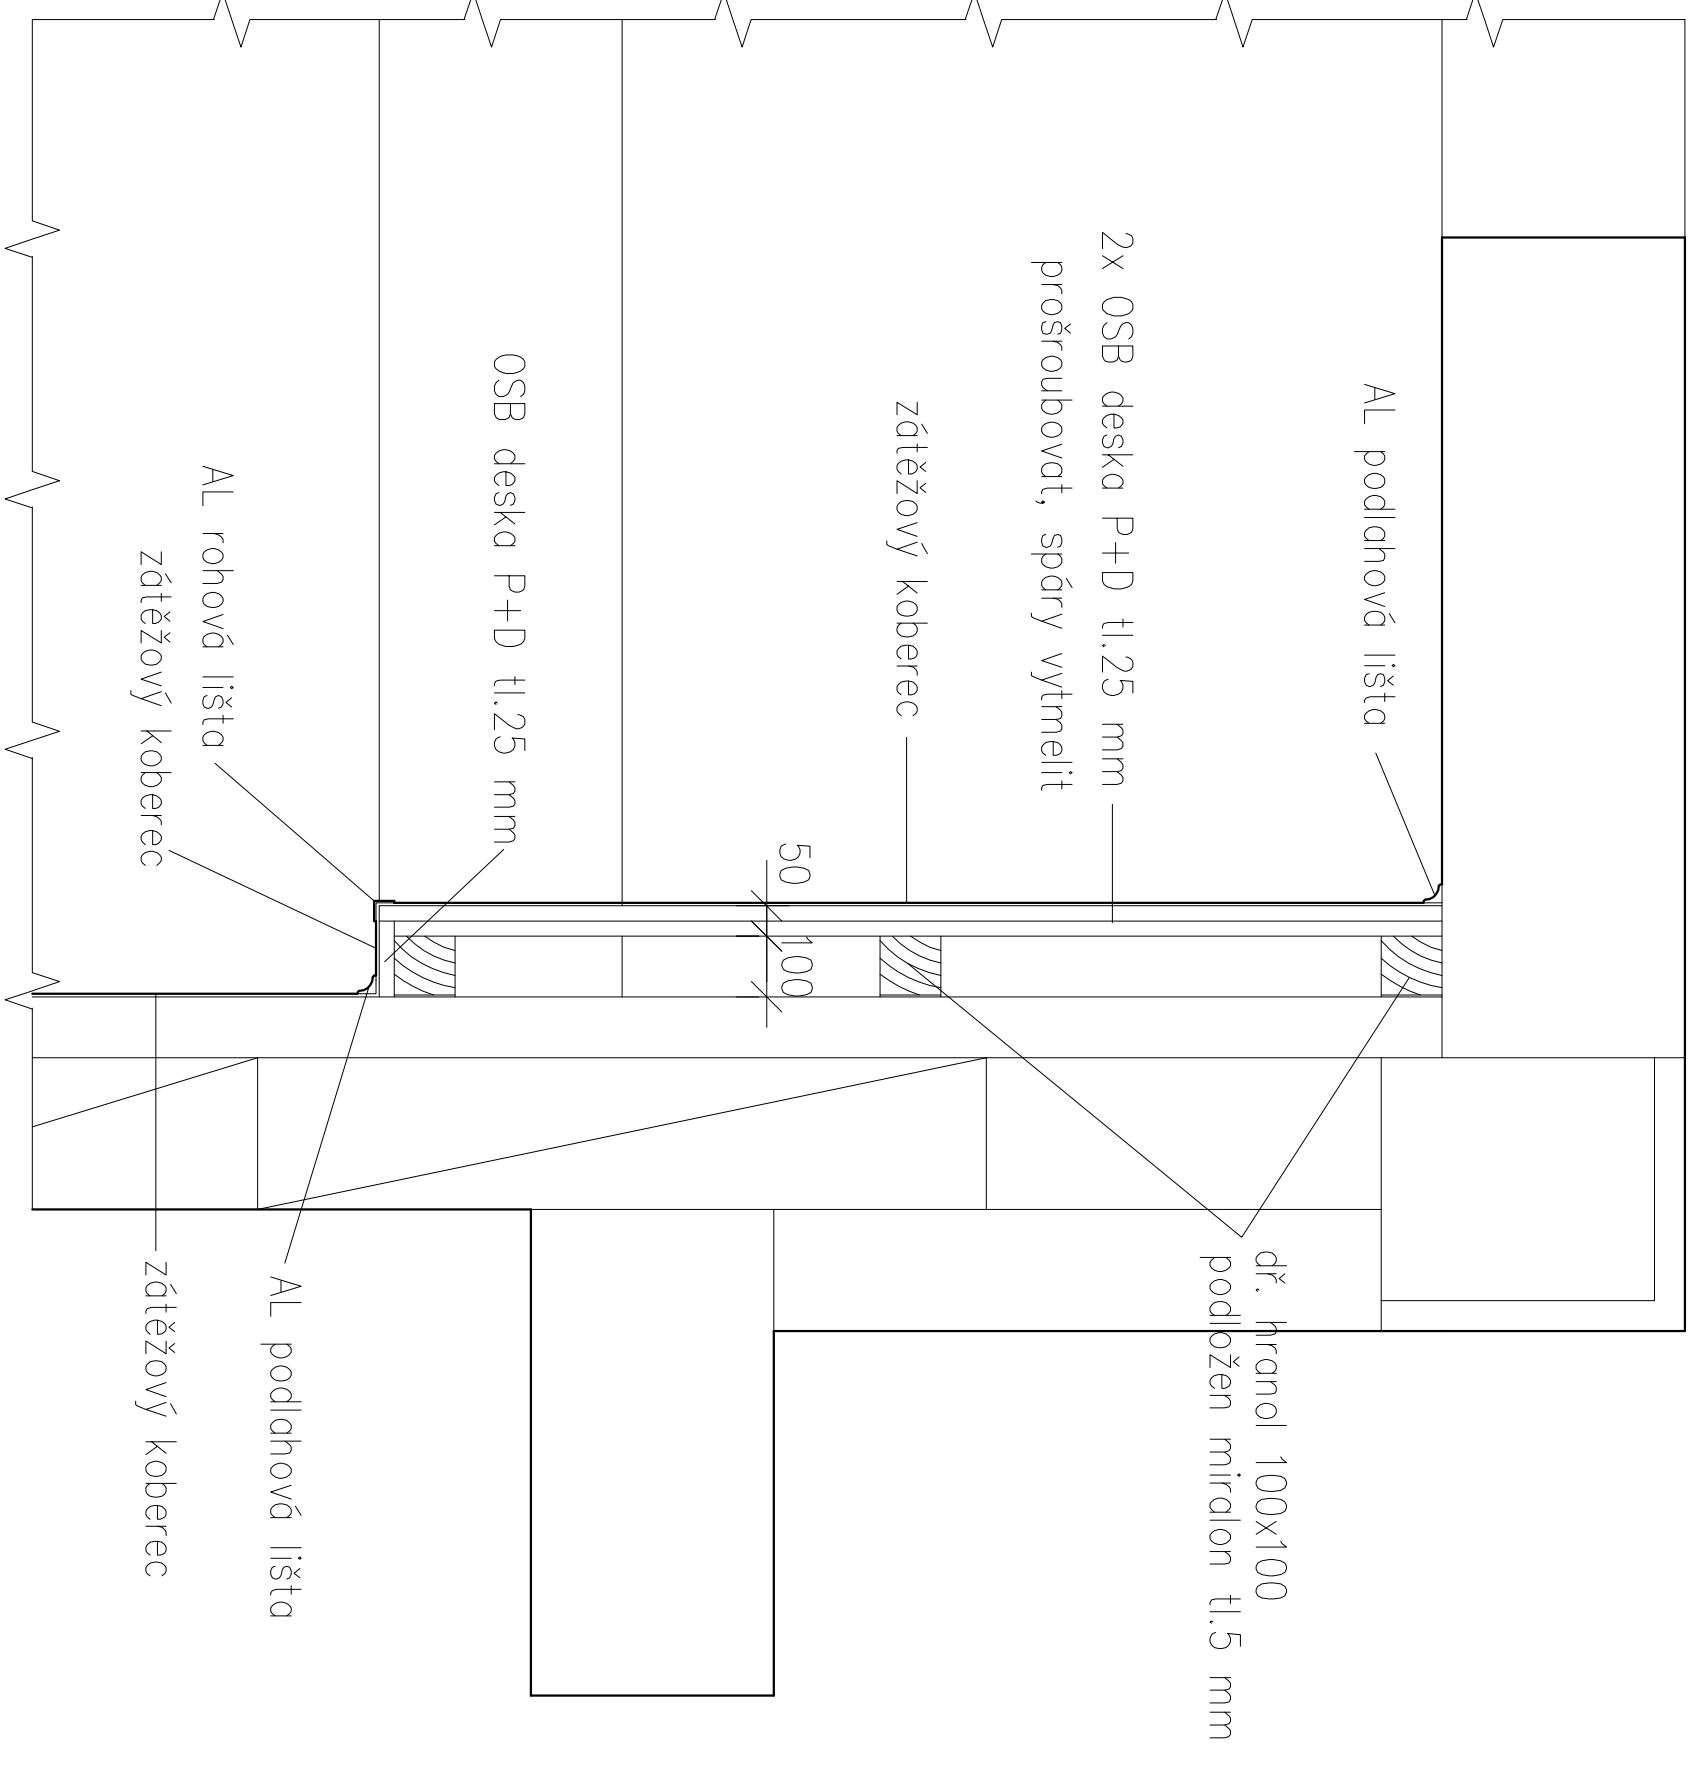 AL podlahová lišta
2x OSB deska P+D tl.25 mm
prošroubovat, spáry vytmelit
zátěžový koberec
OSB deska P+D tl.25 mm
AL rohová lišta
zátěžový koberec
50
100
dř. hranol 100x100
podložen miralon tl.5 mm
AL podlahová lišta
zátěžový koberec